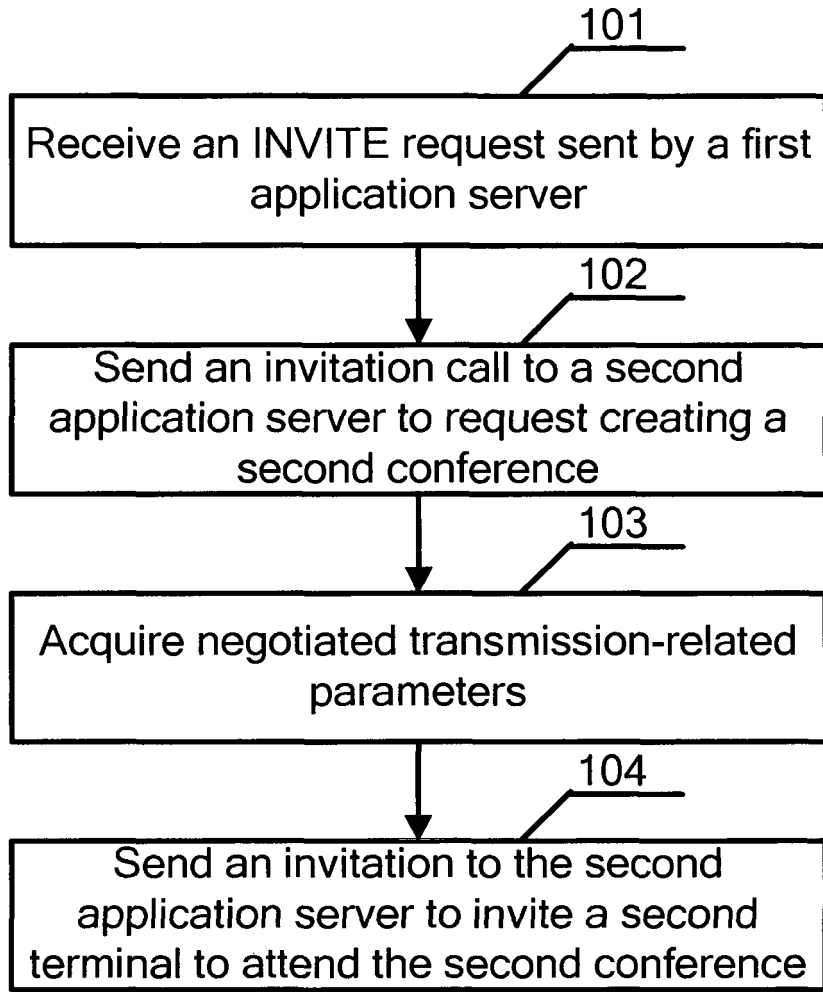 101
Receive an INVITE request sent by a first
application server
102
Send an invitation call to a second
application server to request creating a
second conference
103
Acquire negotiated transmission-related
parameters
104
Send an invitation to the second
application server to invite a second
terminal to attend the second conference